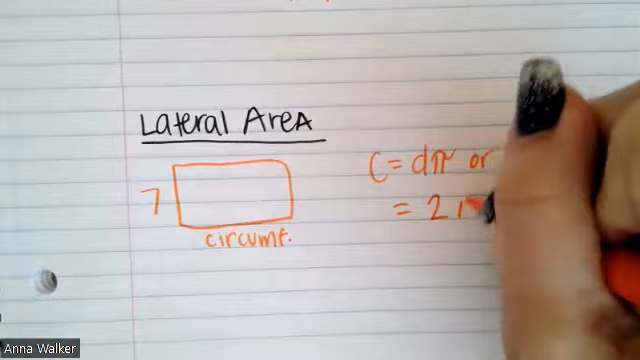 Lateral Area
C = dπ or
7
= 2
circumf.
Anna Walker